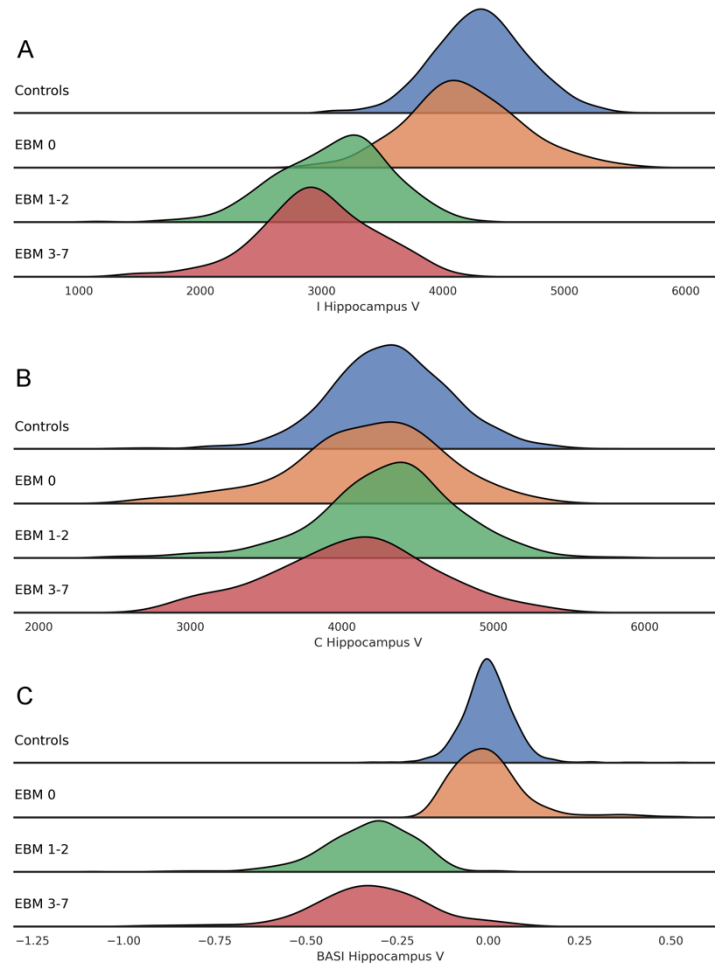 A
Controls
EBM 0
EBM 1-2
EBM 3-7
1000 2000 3000 4000 5000 6000
I Hippocampus V
B
Controls
EBM 0
EBM 1-2
EBM 3-7
2000 3000 4000 5000 6000
C Hippocampus V
C
Controls
EBM 0
EBM 1-2
EBM 3-7
−1.25 −1.00 −0.75 −0.50 −0.25 0.00 0.25 0.50
BASI Hippocampus V